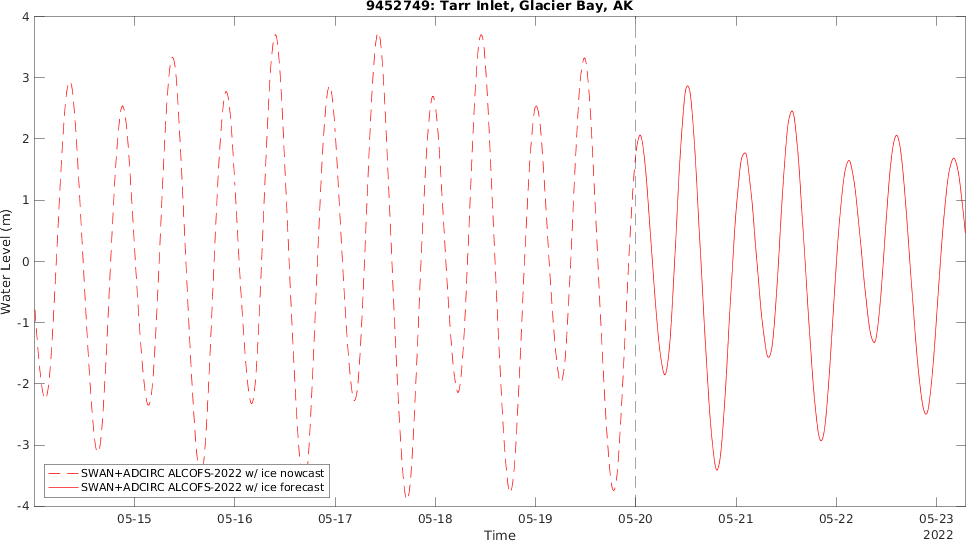 9452749: Tarr Inlet, Glacier Bay, AK
4
3
2
1
0
-1
-2
-3
-4
Water Level (m)
SWAN+ADCIRC ALCOFS-2022 w/ ice nowcast
SWAN+ADCIRC ALCOFS-2022 w/ ice forecast
05-15 05-16 05-17 05-18 05-19 05-20 05-21 05-22 05-23
Time
2022